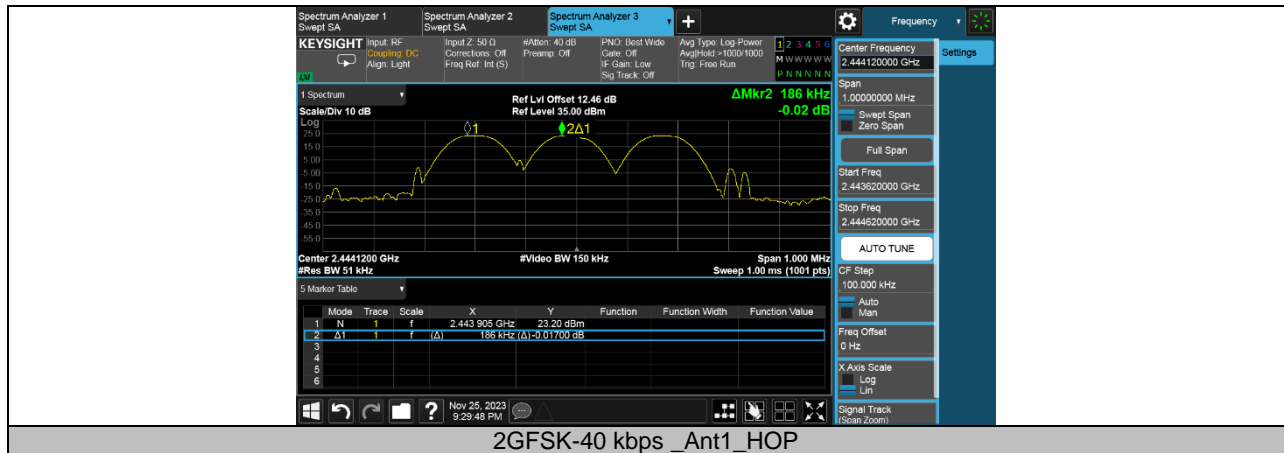 Spectrum Analyzer 1
Swept SA
Spectrum Analyzer 2
Swept SA
Spectrum Analyzer 3
Swept SA
Frequency
KEYSIGHT
LXI
Input: RF
Coupling: DC
Align: Light
Input Z: 50 Ω
Corrections: Off
Freq Ref: Int (S)
#Atten: 40 dB
Preamp: Off
PNO: Best Wide
Gate: Off
IF Gain: Low
Sig Track: Off
Avg Type: Log-Power
Avg|Hold:>1000/1000
Trig: Free Run
1 2 3 4 5 6
M W W W W W
P N N N N N
1 Spectrum
Scale/Div 10 dB
Ref Lvl Offset 12.46 dB
Ref Level 35.00 dBm
ΔMkr2 186 kHz
-0.02 dB
Log
25.0
15.0
5.00
-5.00
-15.0
-25.0
-35.0
-45.0
-55.0
1
2Δ1
Center 2.4441200 GHz
#Res BW 51 kHz
#Video BW 150 kHz
Span 1.000 MHz
Sweep 1.00 ms (1001 pts)
5 Marker Table
Mode Trace Scale X Y Function Function Width Function Value
1 N 1 f 2.443 905 GHz 23.20 dBm
2 Δ1 1 f (Δ) 186 kHz (Δ) -0.01700 dB
3
4
5
6
Nov 25, 2023
9:29:48 PM
Center Frequency
2.444120000 GHz
Settings
Span
1.00000000 MHz
Swept Span
Zero Span
Full Span
Start Freq
2.443620000 GHz
Stop Freq
2.444620000 GHz
AUTO TUNE
CF Step
100.000 kHz
Auto
Man
Freq Offset
0 Hz
X Axis Scale
Log
Lin
Signal Track
(Span Zoom)
2GFSK-40 kbps _Ant1_HOP